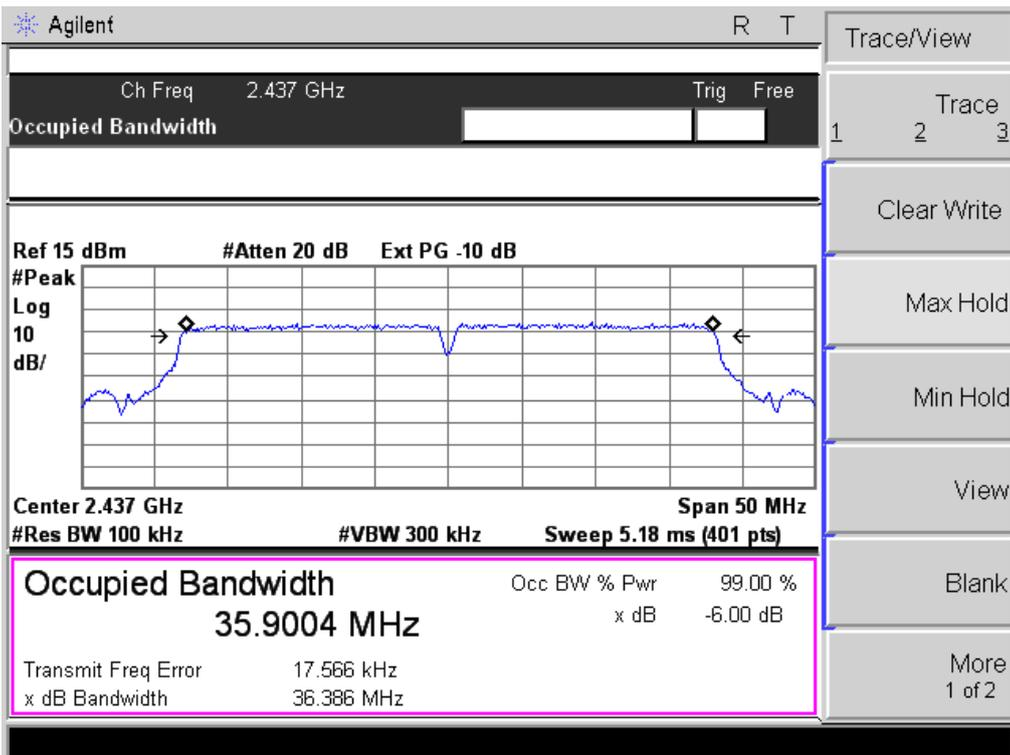 Agilent R T
Ch Freq 2.437 GHz Trig Free
Occupied Bandwidth
Ref 15 dBm #Atten 20 dB Ext PG -10 dB
#Peak
Log
10
dB/
Center 2.437 GHz Span 50 MHz
#Res BW 100 kHz #VBW 300 kHz Sweep 5.18 ms (401 pts)
Occupied Bandwidth Occ BW % Pwr 99.00 %
35.9004 MHz x dB -6.00 dB
Transmit Freq Error 17.566 kHz
x dB Bandwidth 36.386 MHz
Trace/View
Trace
1 2 3
Clear Write
Max Hold
Min Hold
View
Blank
More
1 of 2